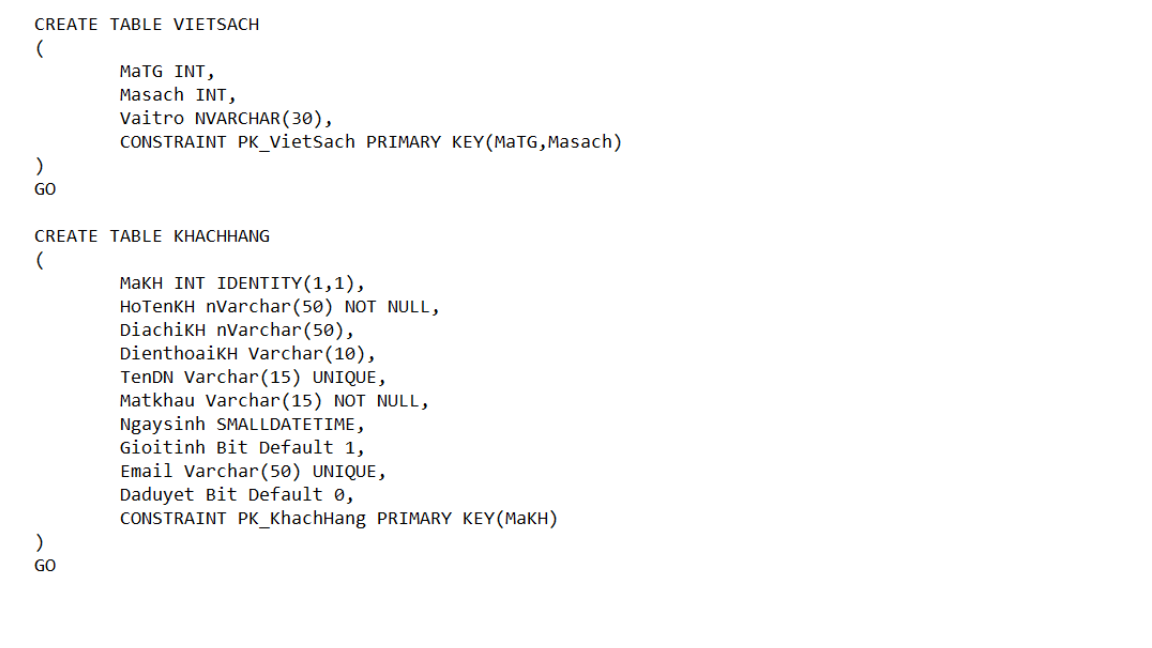 CREATE TABLE VIETSACH
(
MaTG INT,
Masach INT,
Vaitro NVARCHAR(30),
CONSTRAINT PK_VietSach PRIMARY KEY(MaTG,Masach)
)
GO
CREATE TABLE KHACHHANG
(
MaKH INT IDENTITY(1,1),
HoTenKH nVarchar(50) NOT NULL,
DiachiKH nVarchar(50),
DienthoaiKH Varchar(10),
TenDN Varchar(15) UNIQUE,
Matkhau Varchar(15) NOT NULL,
Ngaysinh SMALLDATETIME,
Gioitinh Bit Default 1,
Email Varchar(50) UNIQUE,
Daduyet Bit Default 0,
CONSTRAINT PK_KhachHang PRIMARY KEY(MaKH)
)
GO